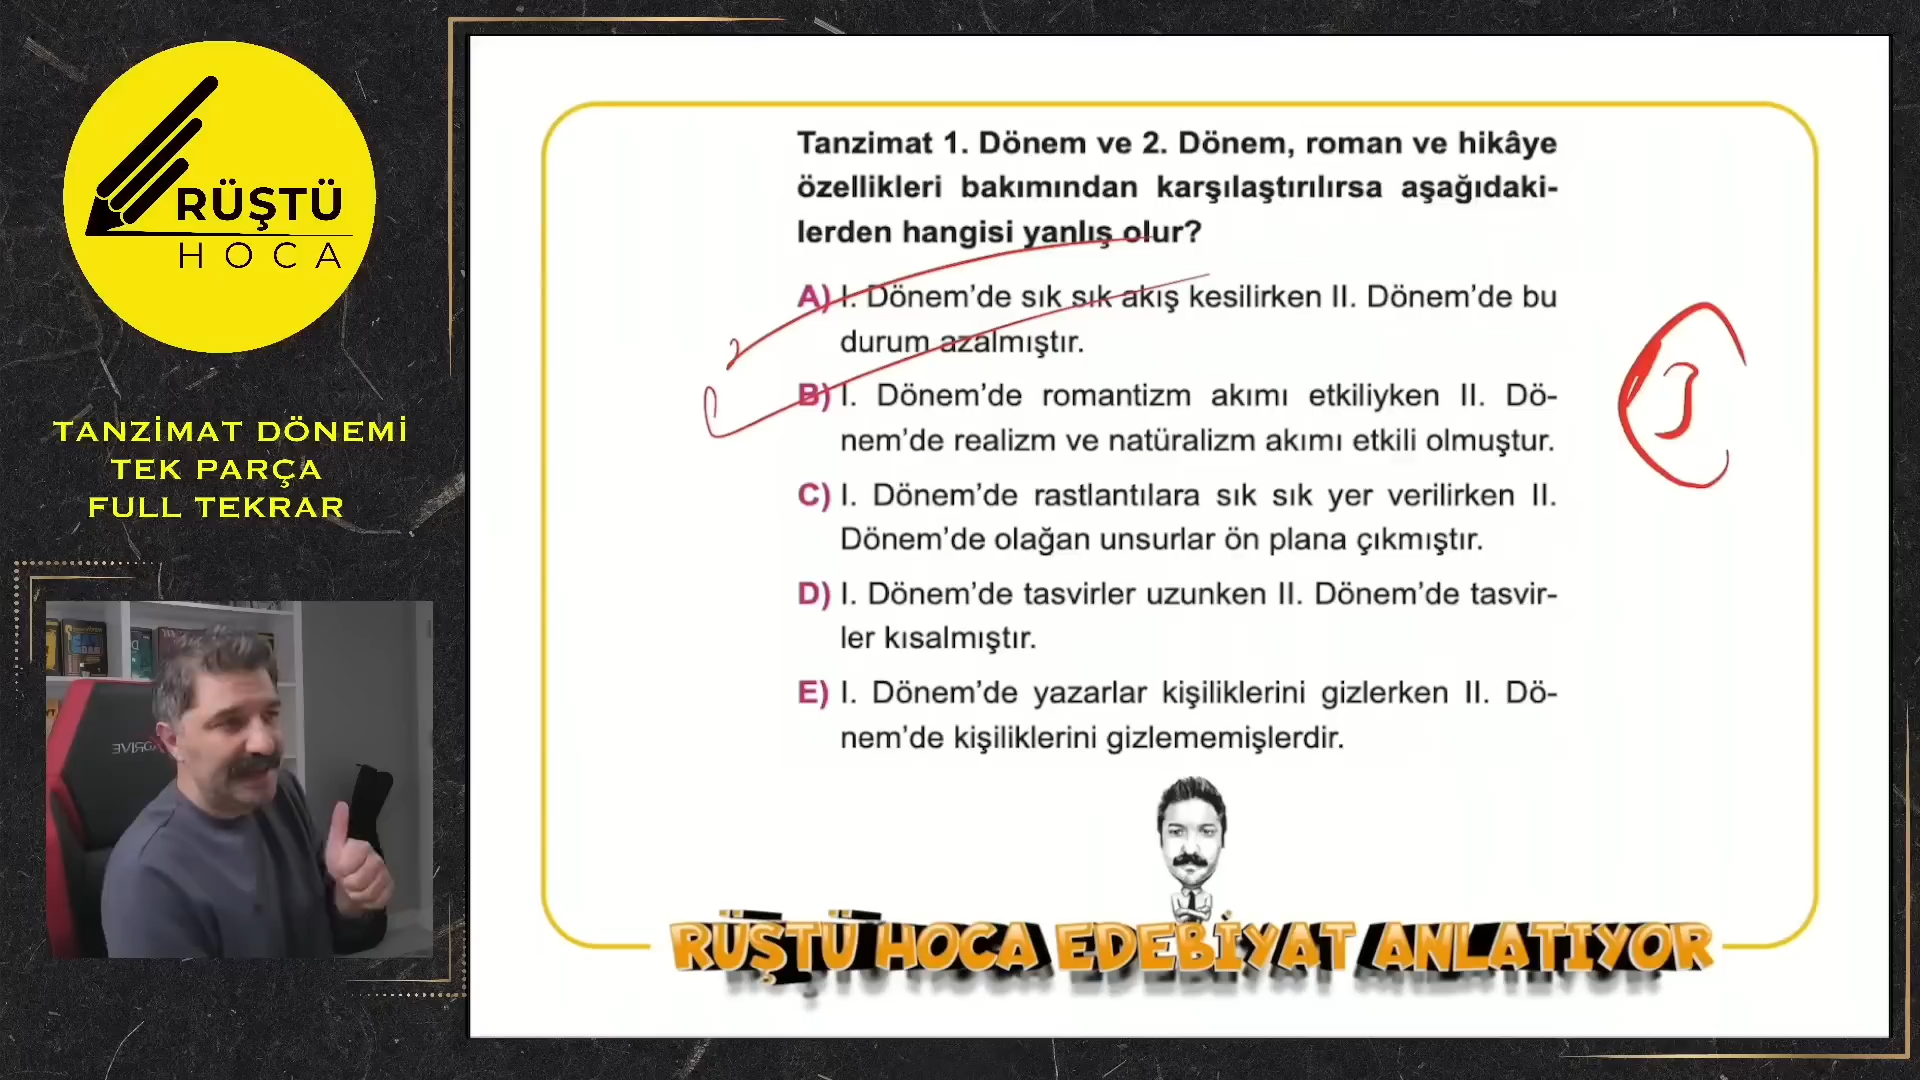 RÜŞTÜ
HOCA
TANZİMAT DÖNEMİ
TEK PARÇA
FULL TEKRAR
Tanzimat 1. Dönem ve 2. Dönem, roman ve hikâye
özellikleri bakımından karşılaştırılırsa aşağıdaki-
lerden hangisi yanlış olur?
A) I. Dönem’de sık sık akış kesilirken II. Dönem’de bu
durum azalmıştır.
B) I. Dönem’de romantizm akımı etkiliyken II. Dö-
nem’de realizm ve natüralizm akımı etkili olmuştur.
C) I. Dönem’de rastlantılara sık sık yer verilirken II.
Dönem’de olağan unsurlar ön plana çıkmıştır.
D) I. Dönem’de tasvirler uzunken II. Dönem’de tasvir-
ler kısalmıştır.
E) I. Dönem’de yazarlar kişiliklerini gizlerken II. Dö-
nem’de kişiliklerini gizlememişlerdir.
RÜŞTÜ HOCA EDEBİYAT ANLATIYOR